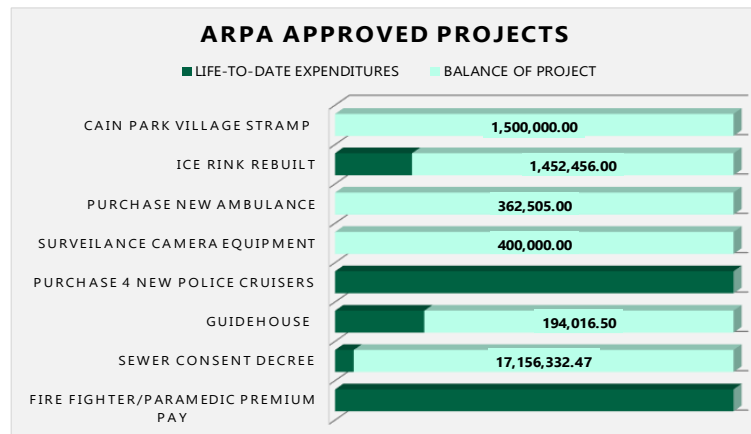 ARPA APPROVED PROJECTS
LIFE-TO-DATE EXPENDITURES BALANCE OF PROJECT
CAIN PARK VILLAGE STRAMP 1,500,000.00
ICE RINK REBUILT 1,452,456.00
PURCHASE NEW AMBULANCE 362,505.00
SURVEILANCE CAMERA EQUIPMENT 400,000.00
PURCHASE 4 NEW POLICE CRUISERS
GUIDEHOUSE 194,016.50
SEWER CONSENT DECREE 17,156,332.47
FIRE FIGHTER/PARAMEDIC PREMIUM
PAY